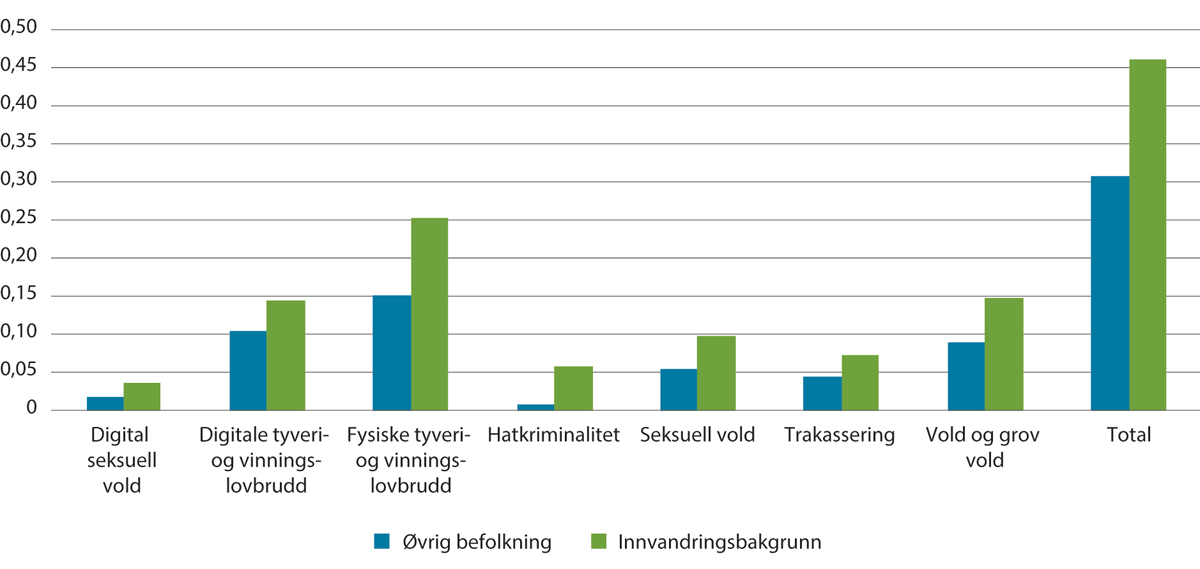 0,50
0,45
0,40
0,35
0,30
0,25
0,20
0,15
0,10
0,05
0
Digital
seksuell
vold
Digitale tyveri-
og vinnings-
lovbrudd
Fysiske tyveri-
og vinnings-
lovbrudd
Hatkriminalitet
Seksuell vold
Trakassering
Vold og grov
vold
Total
Øvrig befolkning
Innvandringsbakgrunn